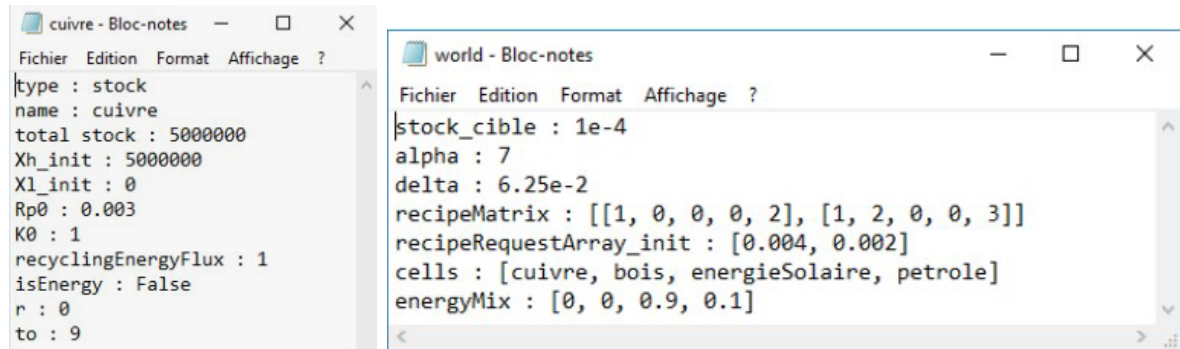 cuivre - Bloc-notes
Fichier Edition Format Affichage ?
type : stock
name : cuivre
total stock : 5000000
Xh_init : 5000000
Xl_init : 0
Rp0 : 0.003
K0 : 1
recyclingEnergyFlux : 1
isEnergy : False
r : 0
to : 9
world - Bloc-notes
Fichier Edition Format Affichage ?
stock_cible : 1e-4
alpha : 7
delta : 6.25e-2
recipeMatrix : [[1, 0, 0, 0, 2], [1, 2, 0, 0, 3]]
recipeRequestArray_init : [0.004, 0.002]
cells : [cuivre, bois, energieSolaire, petrole]
energyMix : [0, 0, 0.9, 0.1]